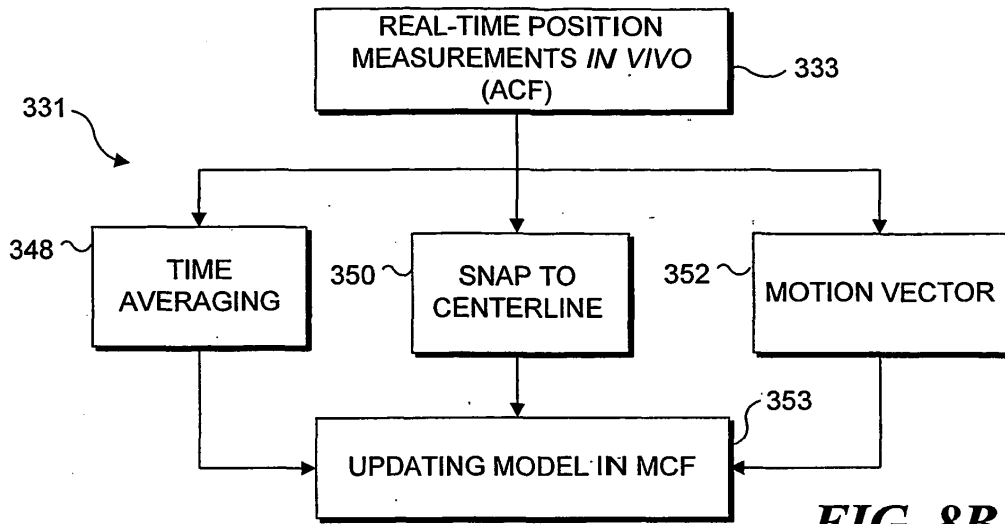 REAL-TIME POSITION
MEASUREMENTS IN VIVO
(ACF)
333
331
348
TIME
AVERAGING
350
SNAP TO
CENTERLINE
352
MOTION VECTOR
353
UPDATING MODEL IN MCF
FIG. 8B